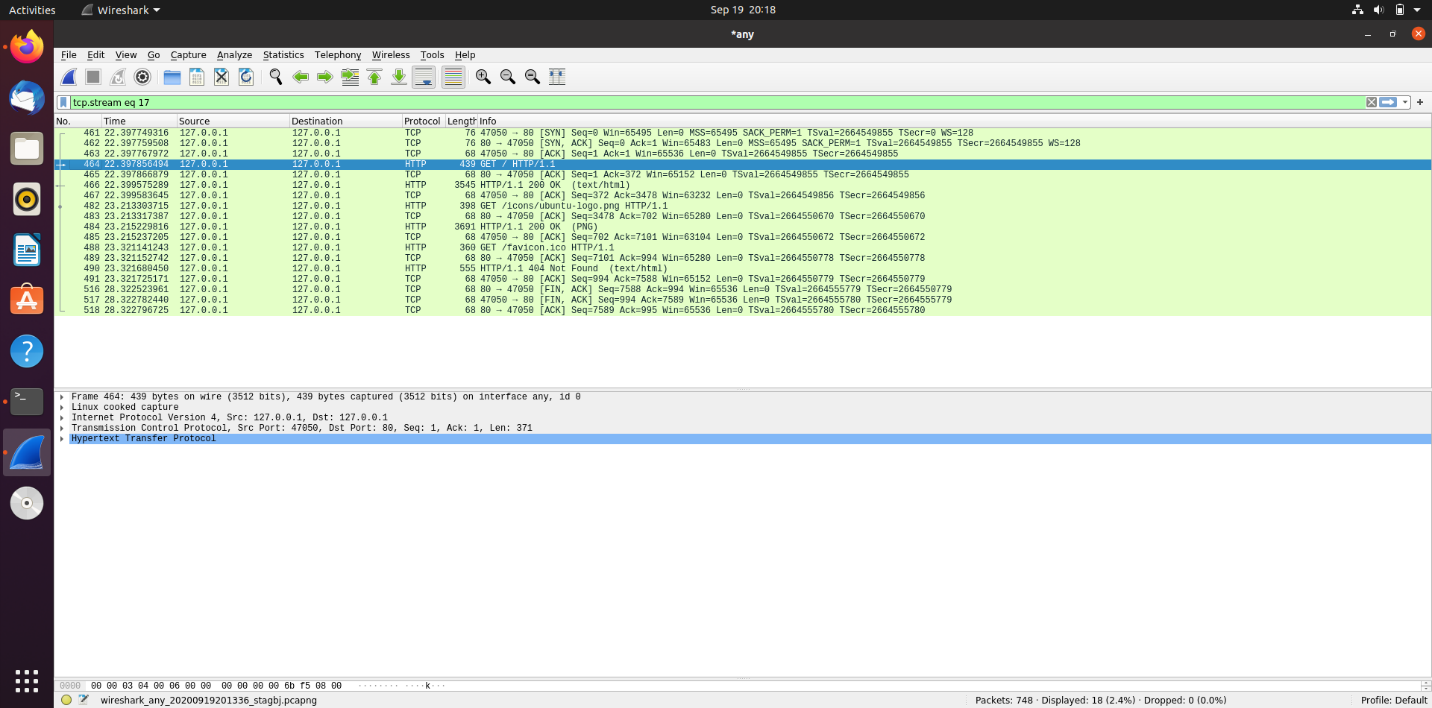 Activities Wireshark Sep 19 20:18
*any
File Edit View Go Capture Analyze Statistics Telephony Wireless Tools Help
tcp.stream eq 17
No. Time Source Destination Protocol Length Info
461 22.397749316 127.0.0.1 127.0.0.1 TCP 76 47050 → 80 [SYN] Seq=0 Win=65495 Len=0 MSS=65495 SACK_PERM=1 TSval=2664549855 TSecr=0 WS=128
462 22.397759508 127.0.0.1 127.0.0.1 TCP 76 80 → 47050 [SYN, ACK] Seq=0 Ack=1 Win=65483 Len=0 MSS=65495 SACK_PERM=1 TSval=2664549855 TSecr=2664549855 WS=128
463 22.397767972 127.0.0.1 127.0.0.1 TCP 68 47050 → 80 [ACK] Seq=1 Ack=1 Win=65536 Len=0 TSval=2664549855 TSecr=2664549855
464 22.397856494 127.0.0.1 127.0.0.1 HTTP 439 GET / HTTP/1.1
465 22.397866879 127.0.0.1 127.0.0.1 TCP 68 80 → 47050 [ACK] Seq=1 Ack=372 Win=65152 Len=0 TSval=2664549855 TSecr=2664549855
466 22.399575289 127.0.0.1 127.0.0.1 HTTP 3545 HTTP/1.1 200 OK (text/html)
467 22.399583645 127.0.0.1 127.0.0.1 TCP 68 47050 → 80 [ACK] Seq=372 Ack=3478 Win=63232 Len=0 TSval=2664549856 TSecr=2664549856
482 23.213303715 127.0.0.1 127.0.0.1 HTTP 398 GET /icons/ubuntu-logo.png HTTP/1.1
483 23.213317387 127.0.0.1 127.0.0.1 TCP 68 80 → 47050 [ACK] Seq=3478 Ack=702 Win=65280 Len=0 TSval=2664550670 TSecr=2664550670
484 23.215229816 127.0.0.1 127.0.0.1 HTTP 3691 HTTP/1.1 200 OK (PNG)
485 23.215237205 127.0.0.1 127.0.0.1 TCP 68 47050 → 80 [ACK] Seq=702 Ack=7101 Win=63104 Len=0 TSval=2664550672 TSecr=2664550672
488 23.321141243 127.0.0.1 127.0.0.1 HTTP 360 GET /favicon.ico HTTP/1.1
489 23.321152742 127.0.0.1 127.0.0.1 TCP 68 80 → 47050 [ACK] Seq=7101 Ack=994 Win=65280 Len=0 TSval=2664550778 TSecr=2664550778
490 23.321680450 127.0.0.1 127.0.0.1 HTTP 555 HTTP/1.1 404 Not Found (text/html)
491 23.321725171 127.0.0.1 127.0.0.1 TCP 68 47050 → 80 [ACK] Seq=994 Ack=7588 Win=65152 Len=0 TSval=2664550779 TSecr=2664550779
516 28.322523961 127.0.0.1 127.0.0.1 TCP 68 80 → 47050 [FIN, ACK] Seq=7588 Ack=994 Win=65536 Len=0 TSval=2664555779 TSecr=2664550779
517 28.322782440 127.0.0.1 127.0.0.1 TCP 68 47050 → 80 [FIN, ACK] Seq=994 Ack=7589 Win=65536 Len=0 TSval=2664555780 TSecr=2664555779
518 28.322796725 127.0.0.1 127.0.0.1 TCP 68 80 → 47050 [ACK] Seq=7589 Ack=995 Win=65536 Len=0 TSval=2664555780 TSecr=2664555780
Frame 464: 439 bytes on wire (3512 bits), 439 bytes captured (3512 bits) on interface any, id 0
Linux cooked capture
Internet Protocol Version 4, Src: 127.0.0.1, Dst: 127.0.0.1
Transmission Control Protocol, Src Port: 47050, Dst Port: 80, Seq: 1, Ack: 1, Len: 371
Hypertext Transfer Protocol
0000 00 00 03 04 00 06 00 00 00 00 00 00 6b f5 08 00 ········ ····k···
wireshark_any_20200919201336_stagbj.pcapng Packets: 748 · Displayed: 18 (2.4%) · Dropped: 0 (0.0%) Profile: Default